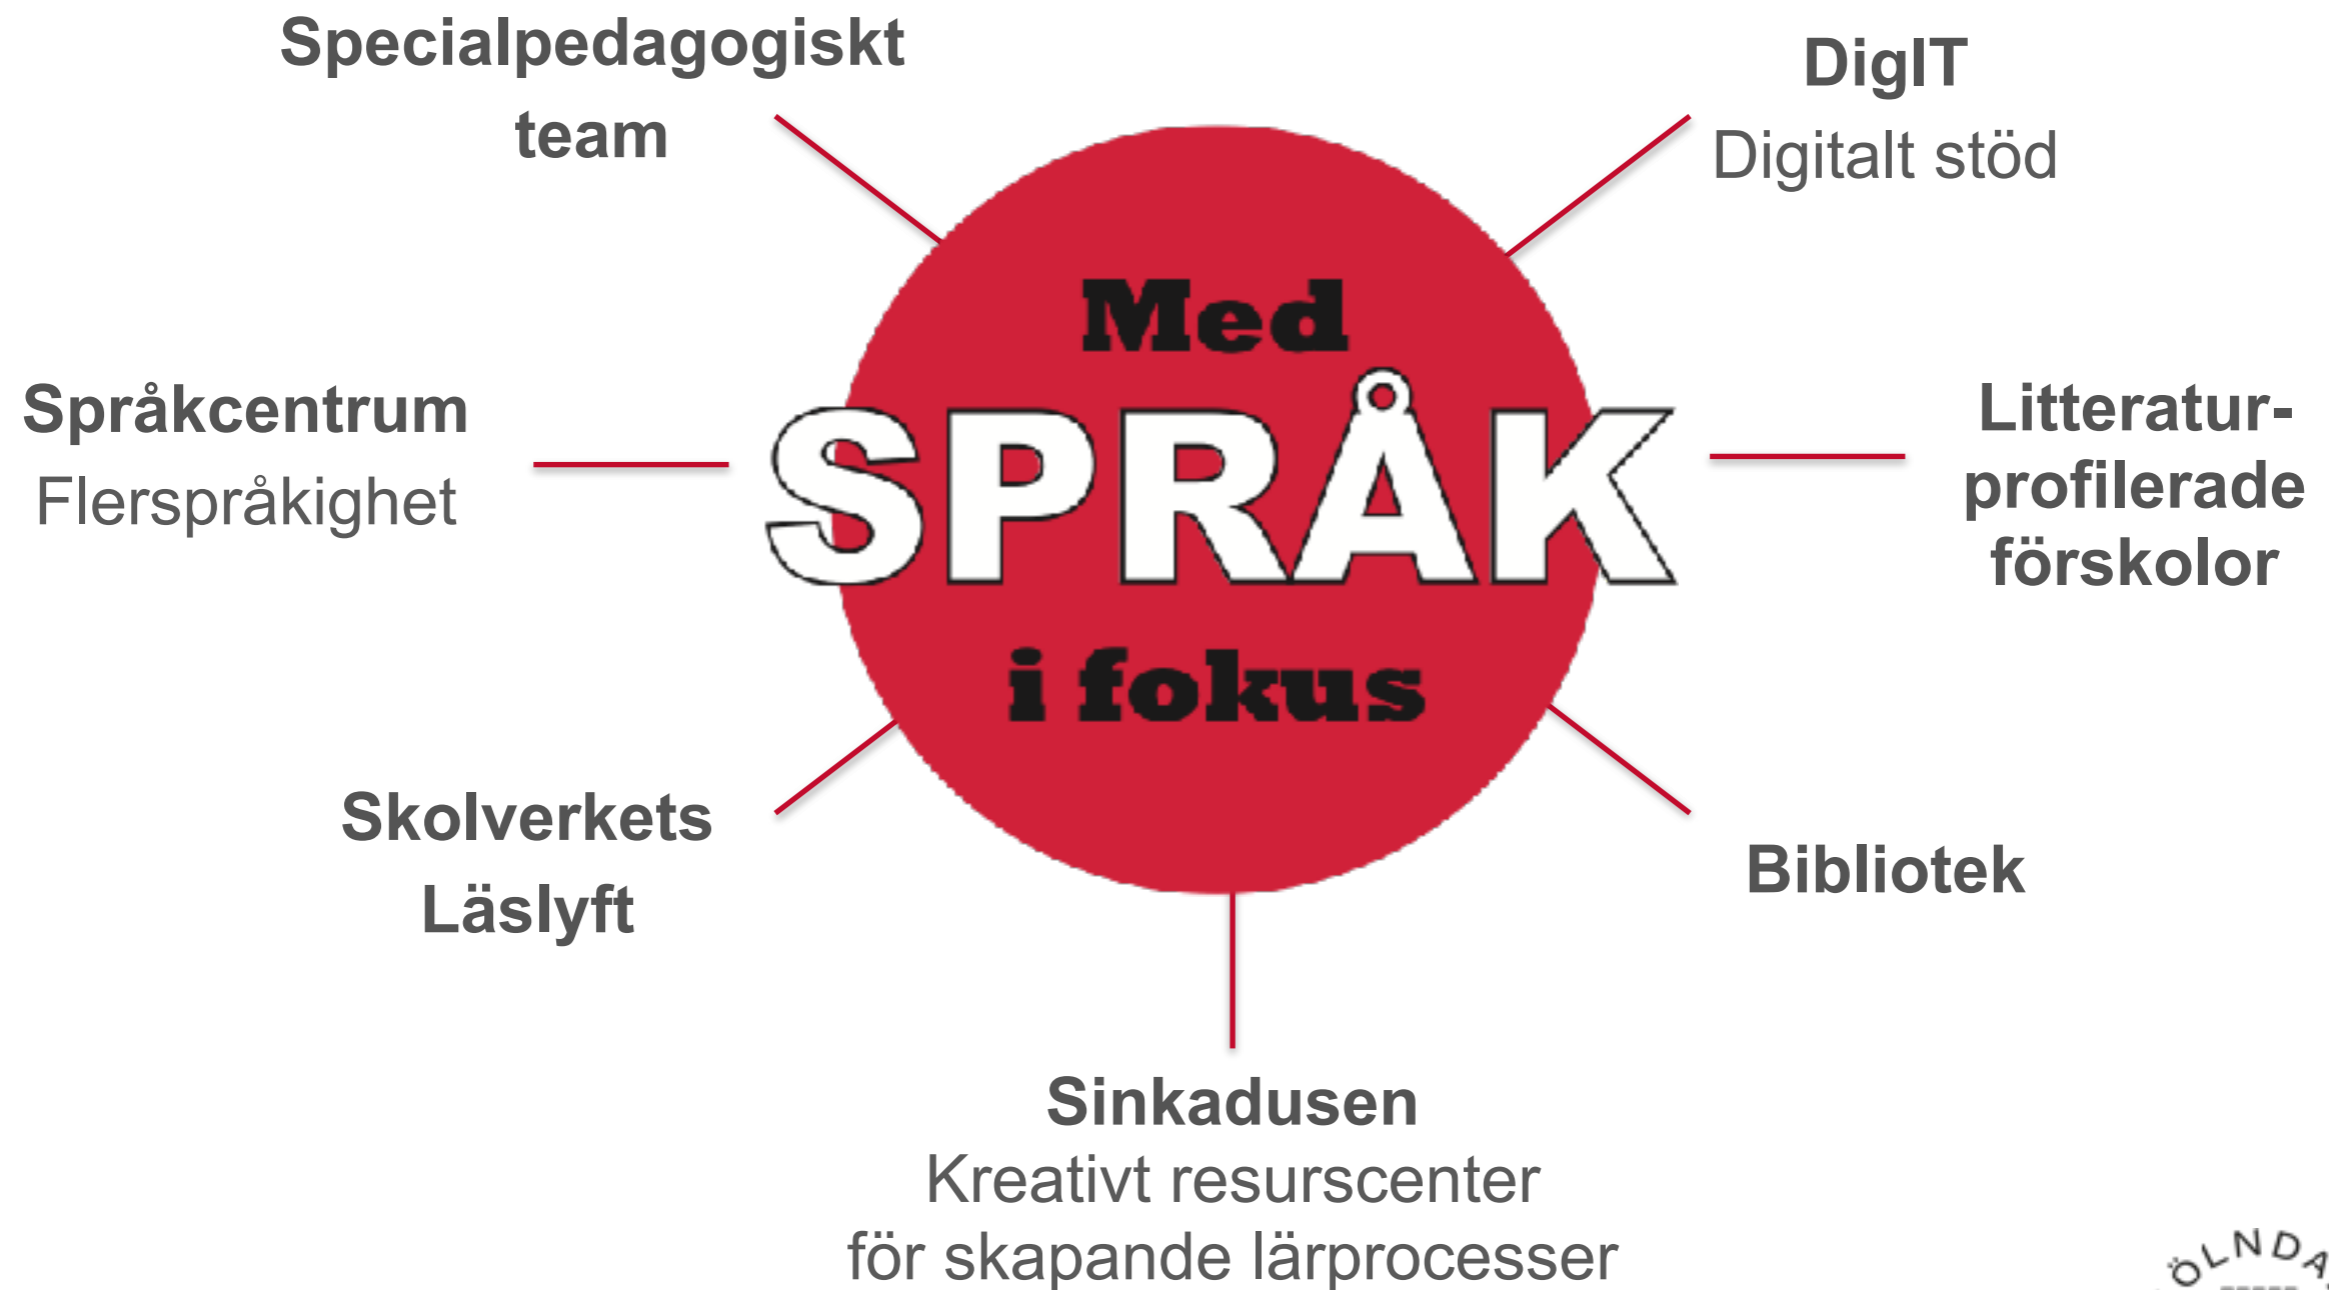 Specialpedagogiskt
team
DigIT
Digitalt stöd
Med
SPRÅK
i fokus
Språkcentrum
Flerspråkighet
Litteratur-
profilerade
förskolor
Skolverkets
Läslyft
Bibliotek
Sinkadusen
Kreativt resurscenter
för skapande lärprocesser